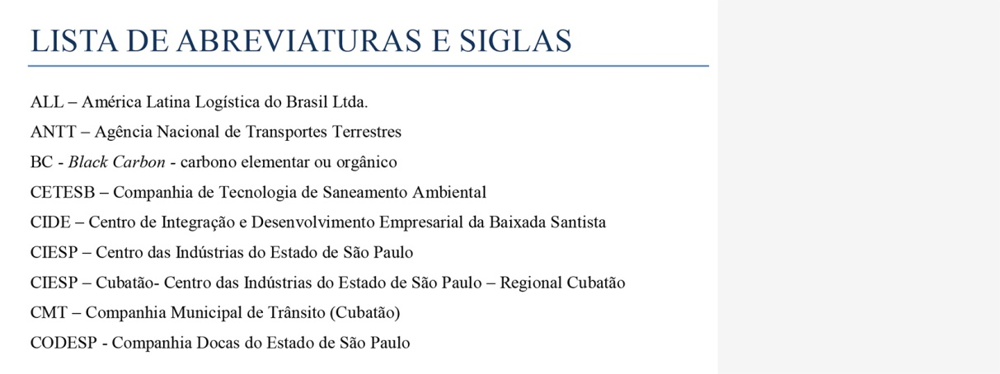 LISTA DE ABREVIATURAS E SIGLAS
ALL – América Latina Logística do Brasil Ltda.
ANTT – Agência Nacional de Transportes Terrestres
BC - Black Carbon - carbono elementar ou orgânico
CETESB – Companhia de Tecnologia de Saneamento Ambiental
CIDE – Centro de Integração e Desenvolvimento Empresarial da Baixada Santista
CIESP – Centro das Indústrias do Estado de São Paulo
CIESP – Cubatão- Centro das Indústrias do Estado de São Paulo – Regional Cubatão
CMT – Companhia Municipal de Trânsito (Cubatão)
CODESP - Companhia Docas do Estado de São Paulo